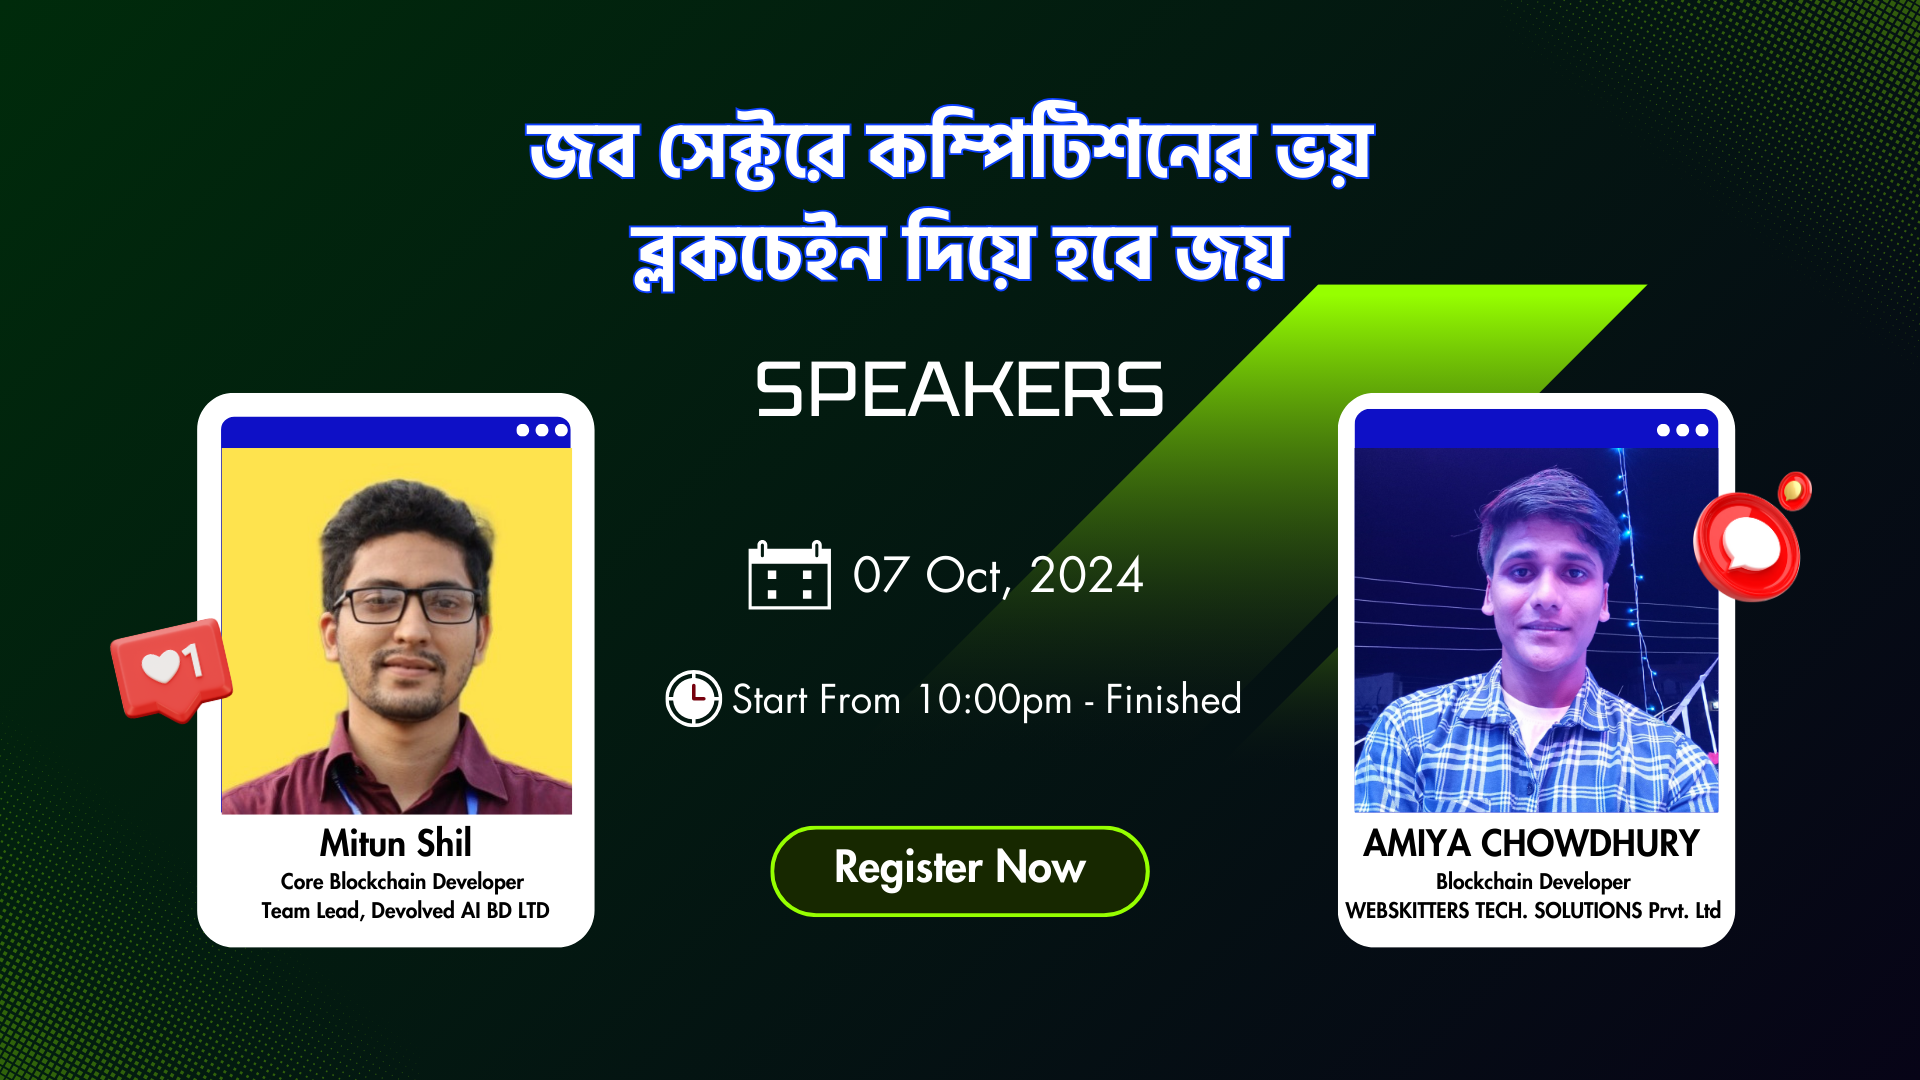 জব সেক্টরে কম্পিটিশনের ভয়
ব্লকচেইন দিয়ে হবে জয়
SPEAKERS
07 Oct, 2024
Start From 10:00pm - Finished
1
Mitun Shil
Core Blockchain Developer
Team Lead, Devolved AI BD LTD
Register Now
AMIYA CHOWDHURY
Blockchain Developer
WEBSKITTERS TECH. SOLUTIONS Prvt. Ltd